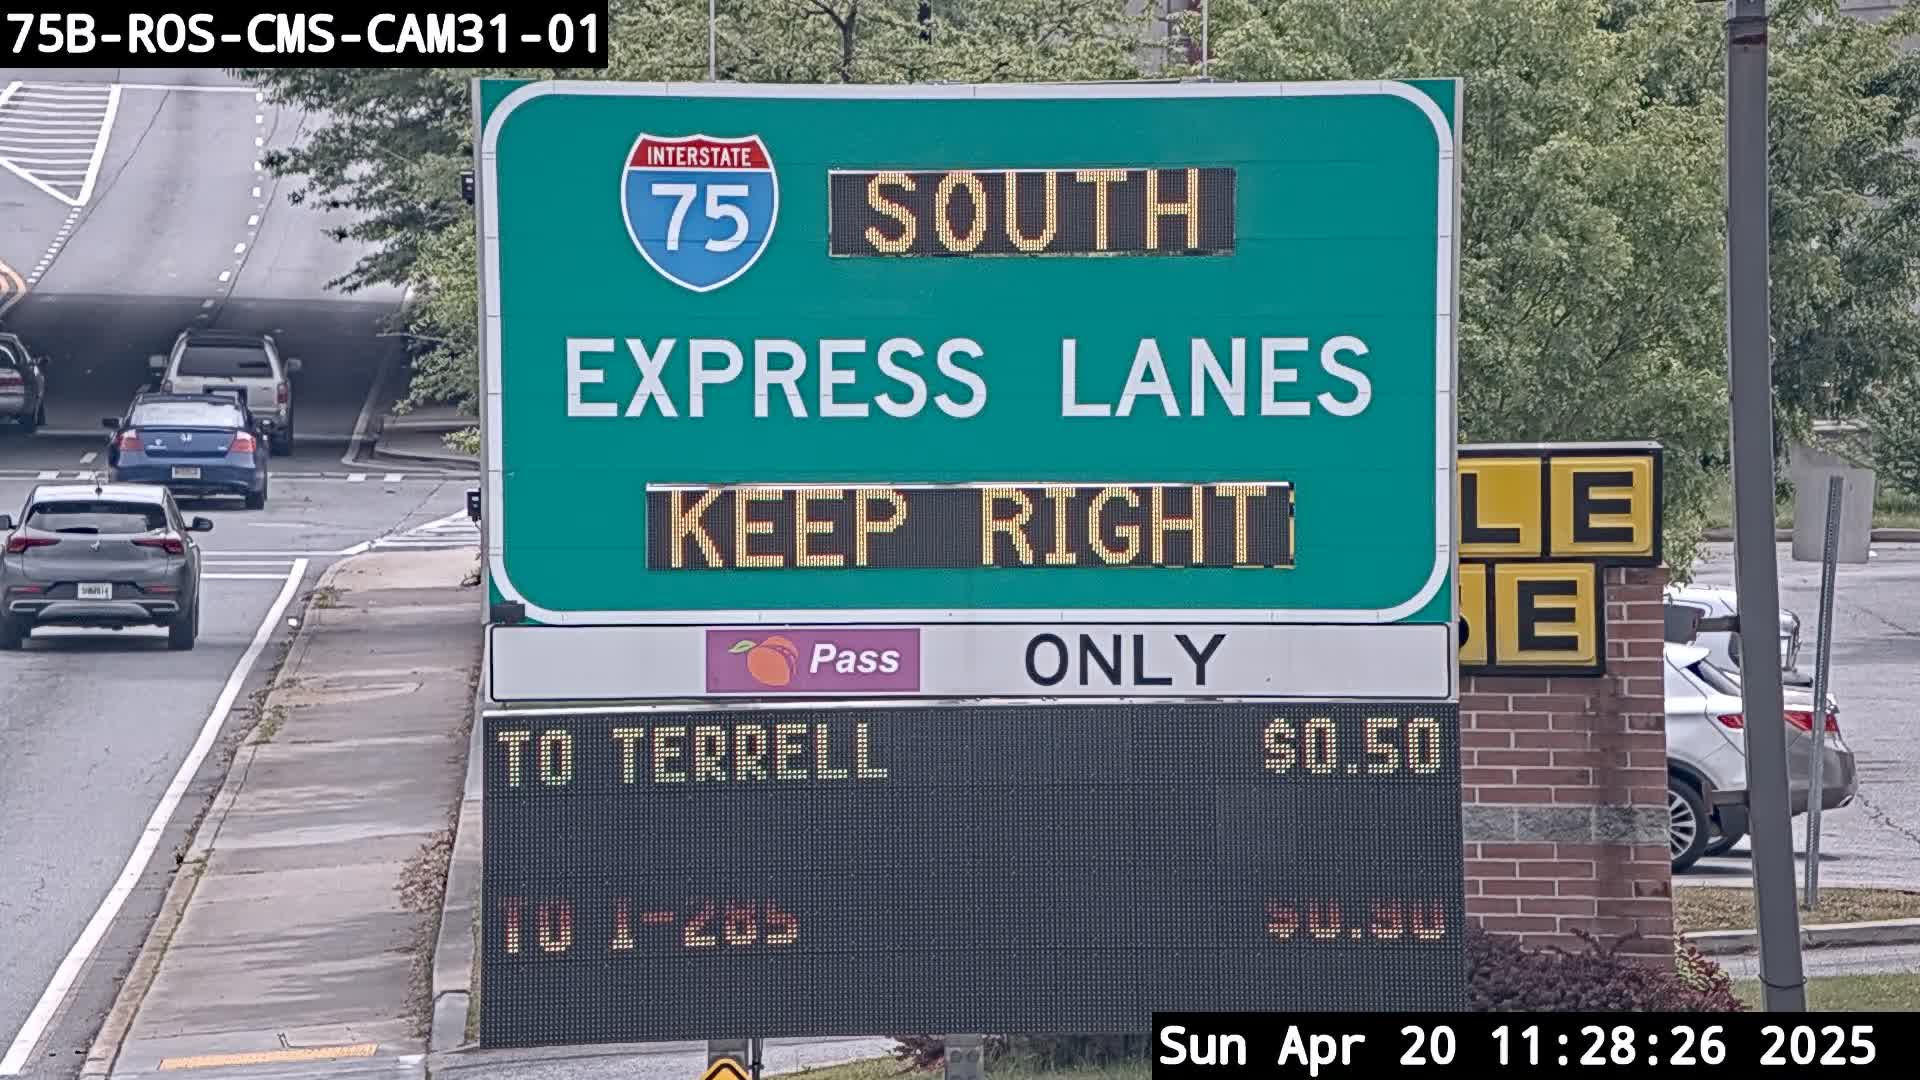 75B-ROS-CMS-CAM31-01
INTERSTATE
75
SOUTH
EXPRESS LANES
KEEP RIGHT
Pass ONLY
TO TERRELL $0.50
TO I-285
LE
E
Sun Apr 20 11:28:26 2025